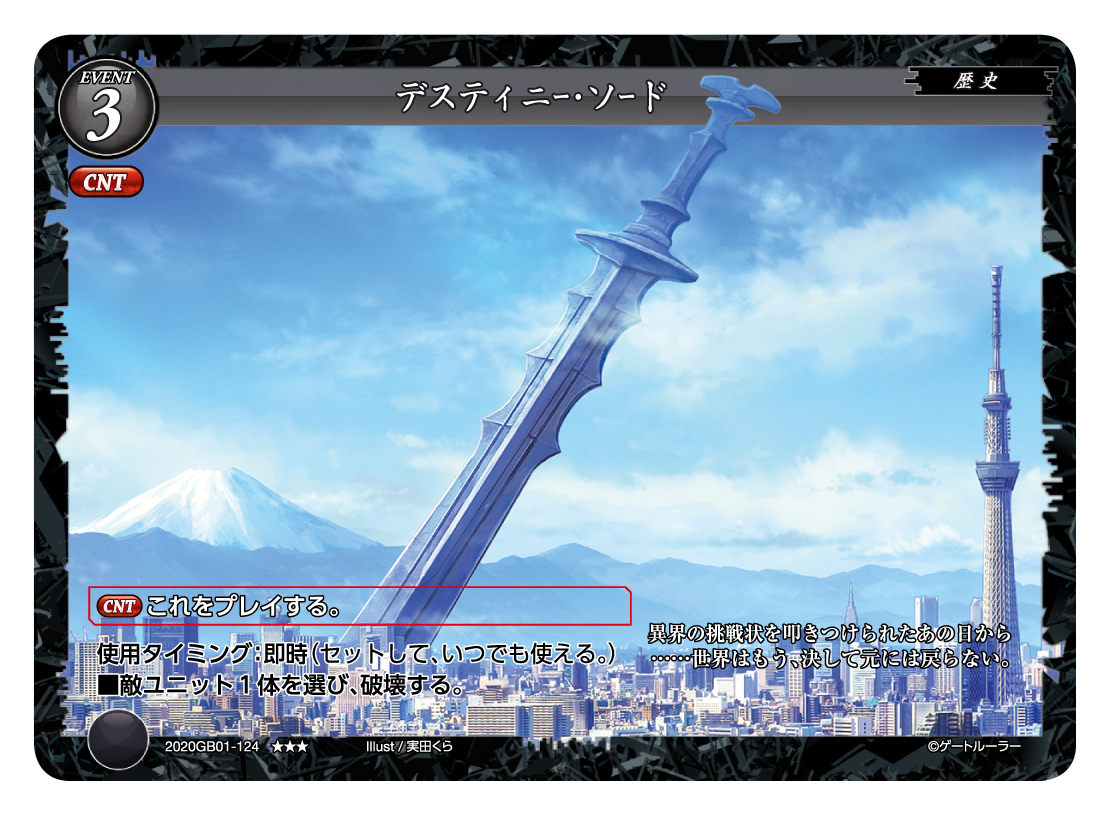 EVENT
3
デスティニー・ソード
歴史
CNT
CNT これをプレイする。
使用タイミング：即時（セットして、いつでも使える。）
■敵ユニット１体を選び、破壊する。
異界の挑戦状を叩きつけられたあの日から
……世界はもう、決して元には戻らない。
2020GB01-124 ★★★ Illust / 実田くら ©ゲートルーラー